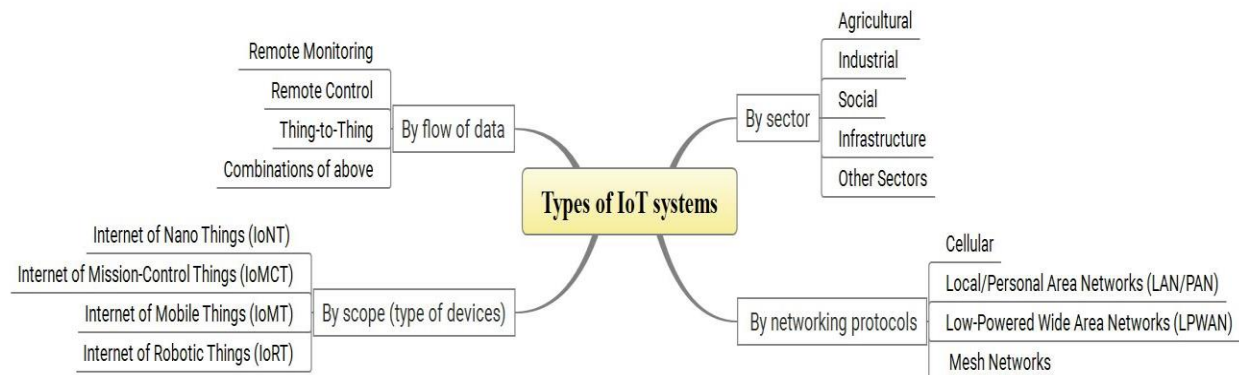 Types of IoT systems
By flow of data
Remote Monitoring
Remote Control
Thing-to-Thing
Combinations of above
By scope (type of devices)
Internet of Nano Things (IoNT)
Internet of Mission-Control Things (IoMCT)
Internet of Mobile Things (IoMT)
Internet of Robotic Things (IoRT)
By sector
Agricultural
Industrial
Social
Infrastructure
Other Sectors
By networking protocols
Cellular
Local/Personal Area Networks (LAN/PAN)
Low-Powered Wide Area Networks (LPWAN)
Mesh Networks